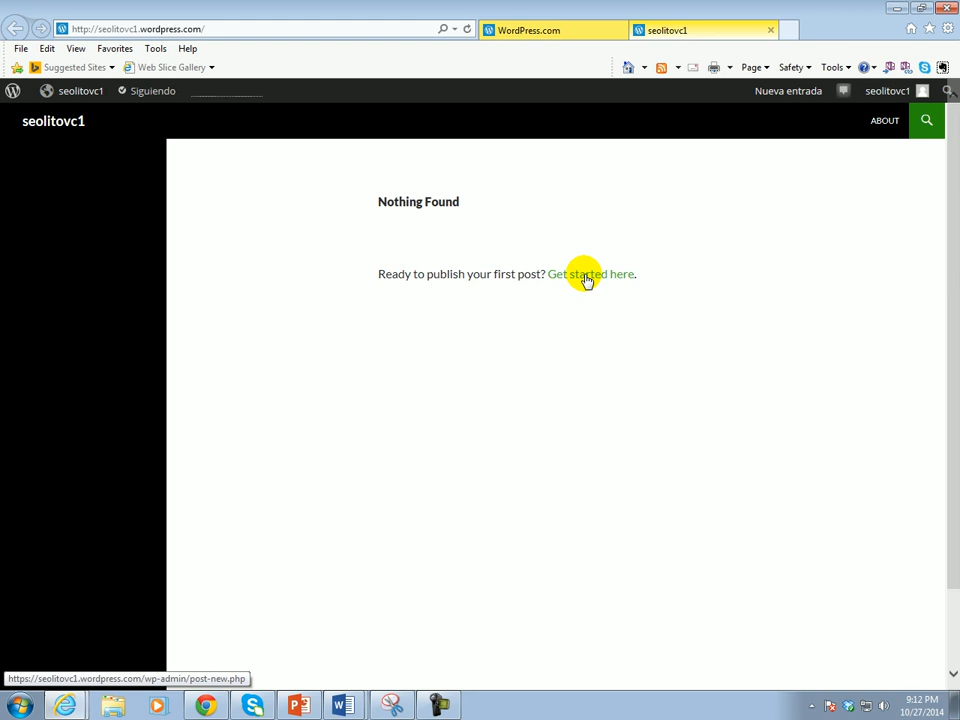 http://seolitovc1.wordpress.com/
WordPress.com
seolitovc1
File Edit View Favorites Tools Help
Suggested Sites Web Slice Gallery
Page Safety Tools
seolitovc1 Siguiendo
Nueva entrada seolitovc1
seolitovc1
ABOUT
Nothing Found
Ready to publish your first post? Get started here.
https://seolitovc1.wordpress.com/wp-admin/post-new.php
9:12 PM
10/27/2014